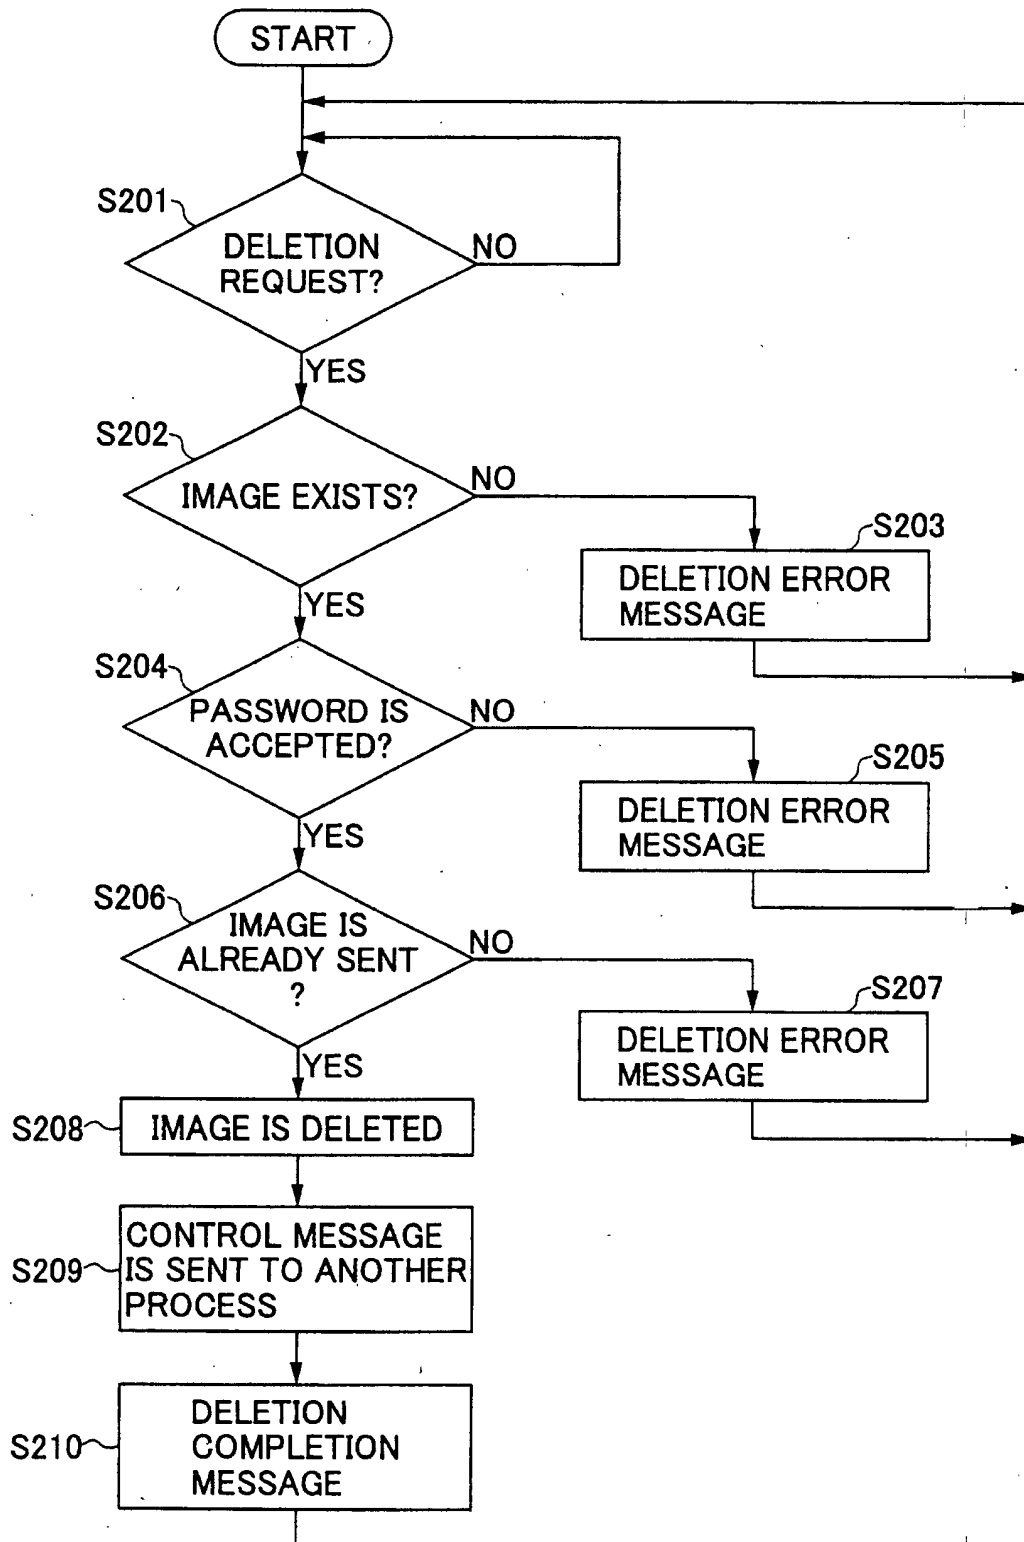 START
S201
DELETION
REQUEST?
NO
YES
S202
IMAGE EXISTS?
NO
S203
DELETION ERROR
MESSAGE
YES
S204
PASSWORD IS
ACCEPTED?
NO
S205
DELETION ERROR
MESSAGE
YES
S206
IMAGE IS
ALREADY SENT
?
NO
S207
DELETION ERROR
MESSAGE
YES
S208
IMAGE IS DELETED
S209
CONTROL MESSAGE
IS SENT TO ANOTHER
PROCESS
S210
DELETION
COMPLETION
MESSAGE